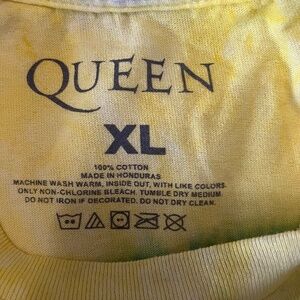 QUEEN
XL
100% COTTON
MADE IN HONDURAS
MACHINE WASH WARM, INSIDE OUT, WITH LIKE COLORS.
ONLY NON-CHLORINE BLEACH. TUMBLE DRY MEDIUM.
DO NOT IRON IF DECORATED. DO NOT DRY CLEAN.